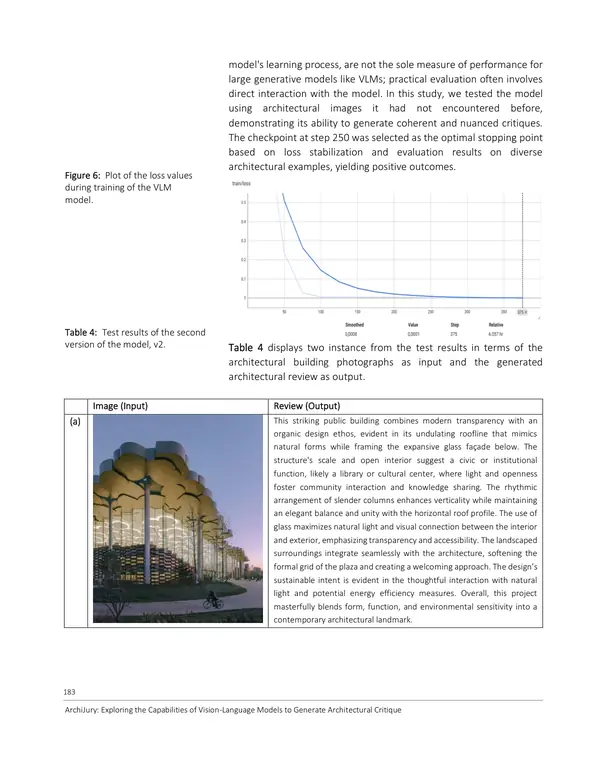 model's learning process, are not the sole measure of performance for
large generative models like VLMs; practical evaluation often involves
direct interaction with the model. In this study, we tested the model
using architectural images it had not encountered before,
demonstrating its ability to generate coherent and nuanced critiques.
The checkpoint at step 250 was selected as the optimal stopping point
based on loss stabilization and evaluation results on diverse
architectural examples, yielding positive outcomes.
Figure 6: Plot of the loss values
during training of the VLM
model.
train/loss
0.5
0.4
0.3
0.2
0.1
0
50 100 150 200 250 300 350
Smoothed Value Step Relative
0.0008 0.0001 375 6.057 hr
Table 4: Test results of the second
version of the model, v2.
Table 4 displays two instance from the test results in terms of the
architectural building photographs as input and the generated
architectural review as output.
Image (Input) Review (Output)
(a)
This striking public building combines modern transparency with an
organic design ethos, evident in its undulating roofline that mimics
natural forms while framing the expansive glass façade below. The
structure's scale and open interior suggest a civic or institutional
function, likely a library or cultural center, where light and openness
foster community interaction and knowledge sharing. The rhythmic
arrangement of slender columns enhances verticality while maintaining
an elegant balance and unity with the horizontal roof profile. The use of
glass maximizes natural light and visual connection between the interior
and exterior, emphasizing transparency and accessibility. The landscaped
surroundings integrate seamlessly with the architecture, softening the
formal grid of the plaza and creating a welcoming approach. The design's
sustainable intent is evident in the thoughtful interaction with natural
light and potential energy efficiency measures. Overall, this project
masterfully blends form, function, and environmental sensitivity into a
contemporary architectural landmark.
183
ArchiJury: Exploring the Capabilities of Vision-Language Models to Generate Architectural Critique